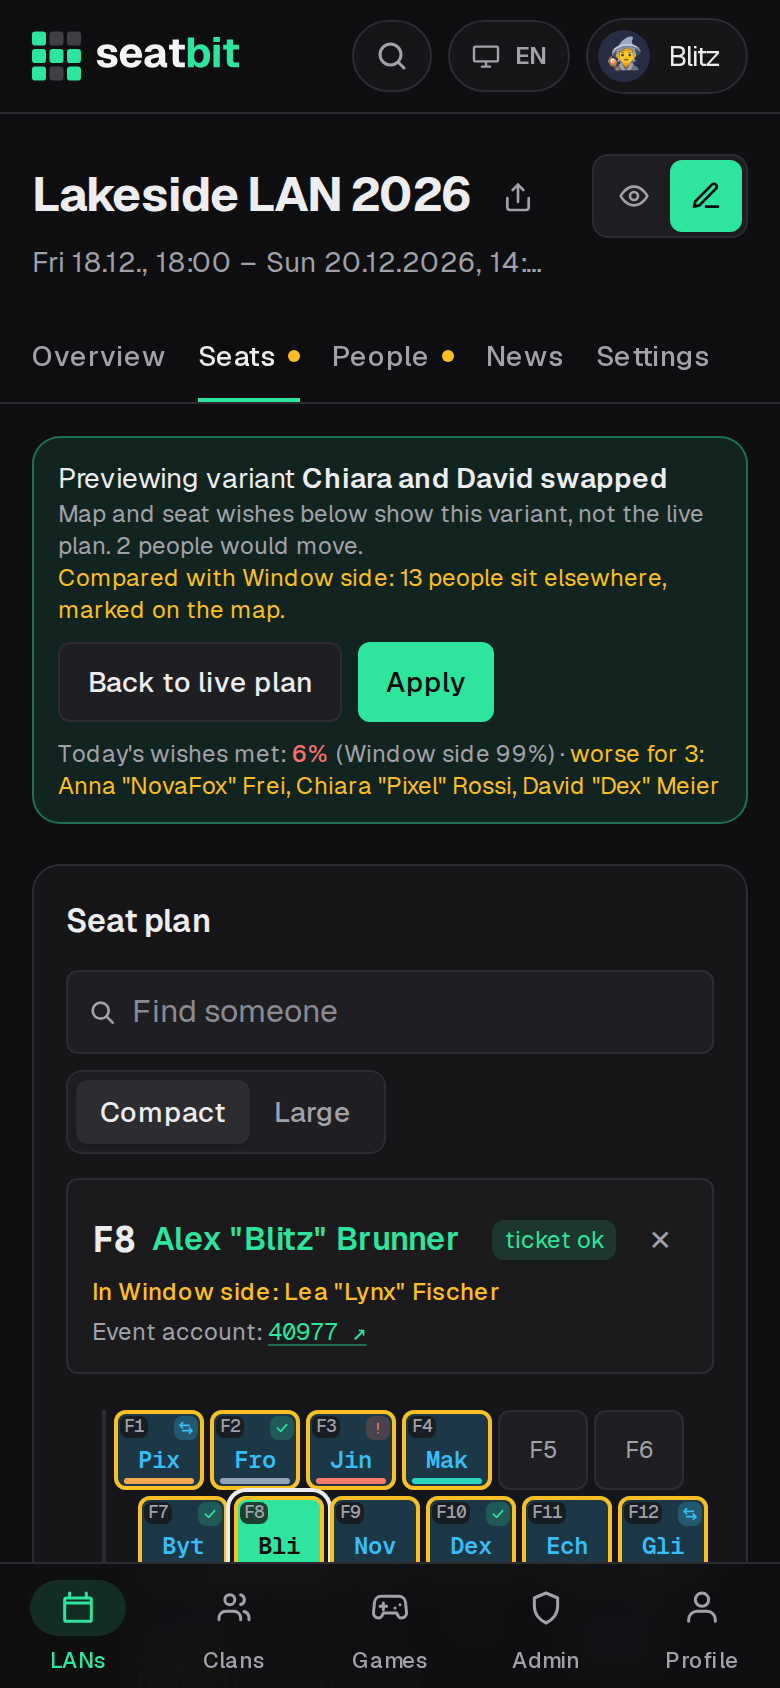 seatbit
EN
Blitz
Lakeside LAN 2026
Fri 18.12., 18:00 – Sun 20.12.2026, 14:...
Overview Seats People News Settings
Previewing variant Chiara and David swapped
Map and seat wishes below show this variant, not the live
plan. 2 people would move.
Compared with Window side: 13 people sit elsewhere,
marked on the map.
Back to live plan Apply
Today's wishes met: 6% (Window side 99%) · worse for 3:
Anna "NovaFox" Frei, Chiara "Pixel" Rossi, David "Dex" Meier
Seat plan
Find someone
Compact Large
F8 Alex "Blitz" Brunner ticket ok ✕
In Window side: Lea "Lynx" Fischer
Event account: 40977 ↗
F1 F2 F3 F4 F5 F6
Pix Fro Jin Mak
F7 F8 F9 F10 F11 F12
Byt Bli Nov Dex Ech Gli
LANs Clans Games Admin Profile